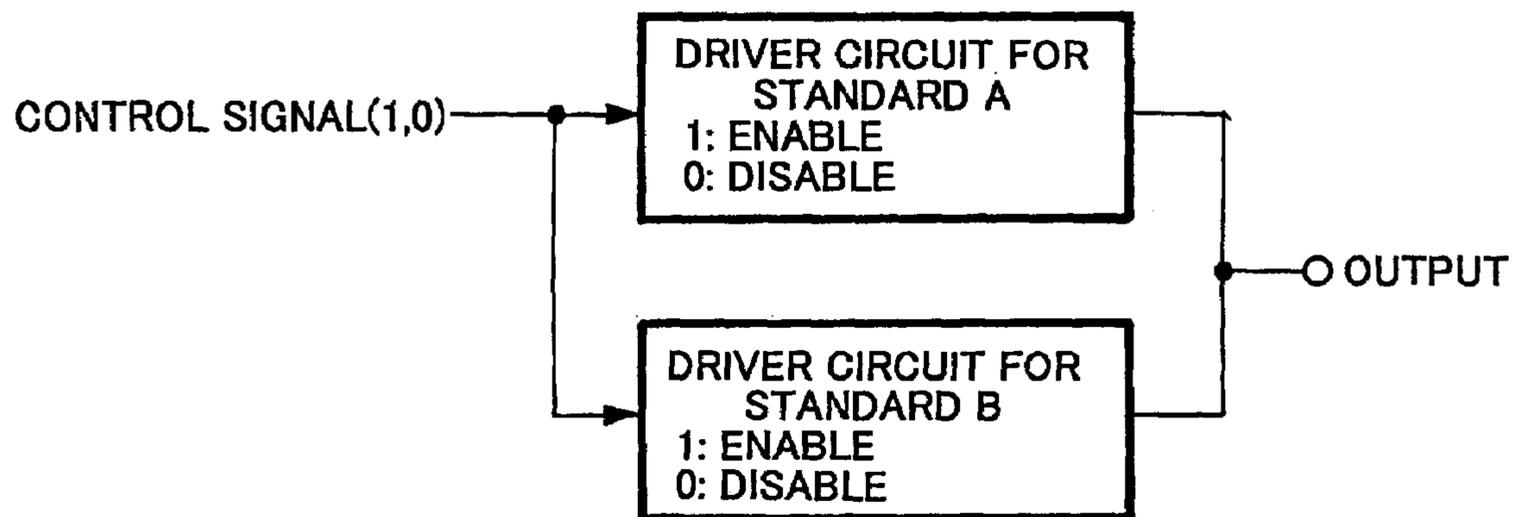 CONTROL SIGNAL(1,0)
DRIVER CIRCUIT FOR
STANDARD A
1: ENABLE
0: DISABLE
OUTPUT
DRIVER CIRCUIT FOR
STANDARD B
1: ENABLE
0: DISABLE